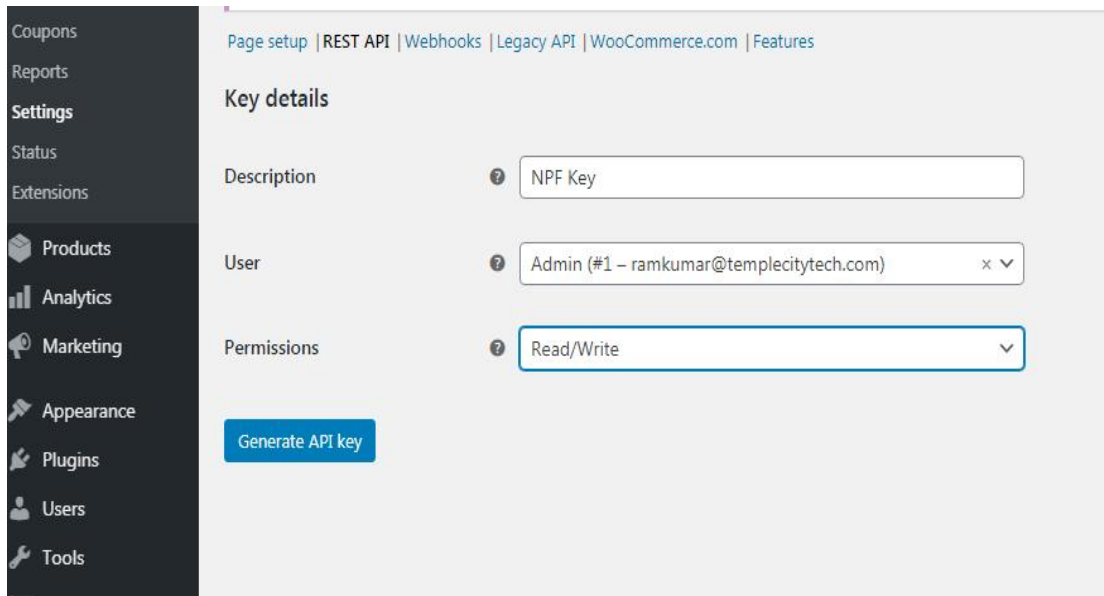 Coupons
Reports
Settings
Status
Extensions
Products
Analytics
Marketing
Appearance
Plugins
Users
Tools
Page setup | REST API | Webhooks | Legacy API | WooCommerce.com | Features
Key details
Description
NPF Key
User
Admin (#1 – ramkumar@templecitytech.com)
Permissions
Read/Write
Generate API key